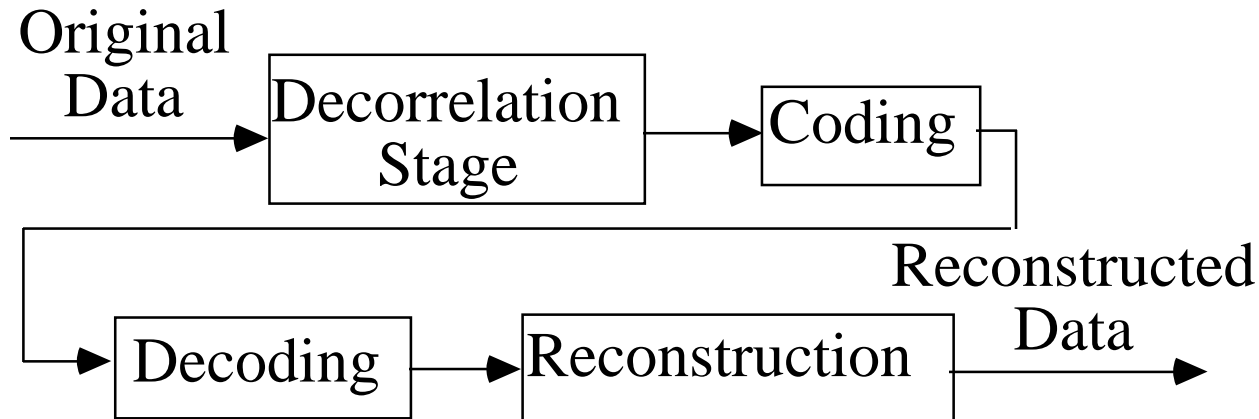 Original
Data
Decorrelation
Stage
Coding
Reconstructed
Data
Decoding
Reconstruction